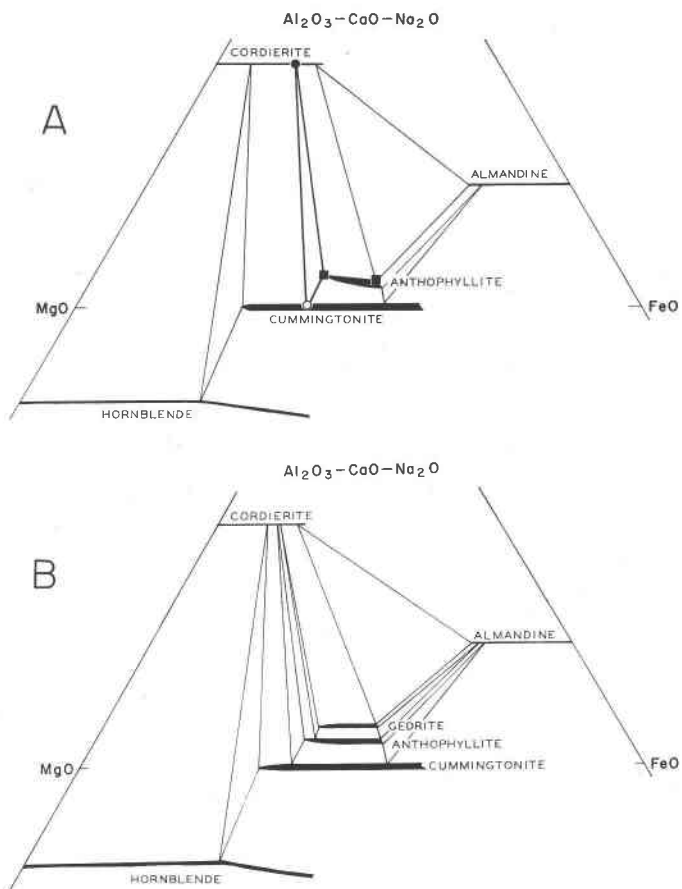 Al₂O₃–CaO–Na₂O
CORDIERITE
A
ALMANDINE
ANTHOPHYLLITE
MgO
FeO
CUMMINGTONITE
HORNBLENDE
Al₂O₃–CaO–Na₂O
CORDIERITE
B
ALMANDINE
GEDRITE
ANTHOPHYLLITE
MgO
CUMMINGTONITE
FeO
HORNBLENDE